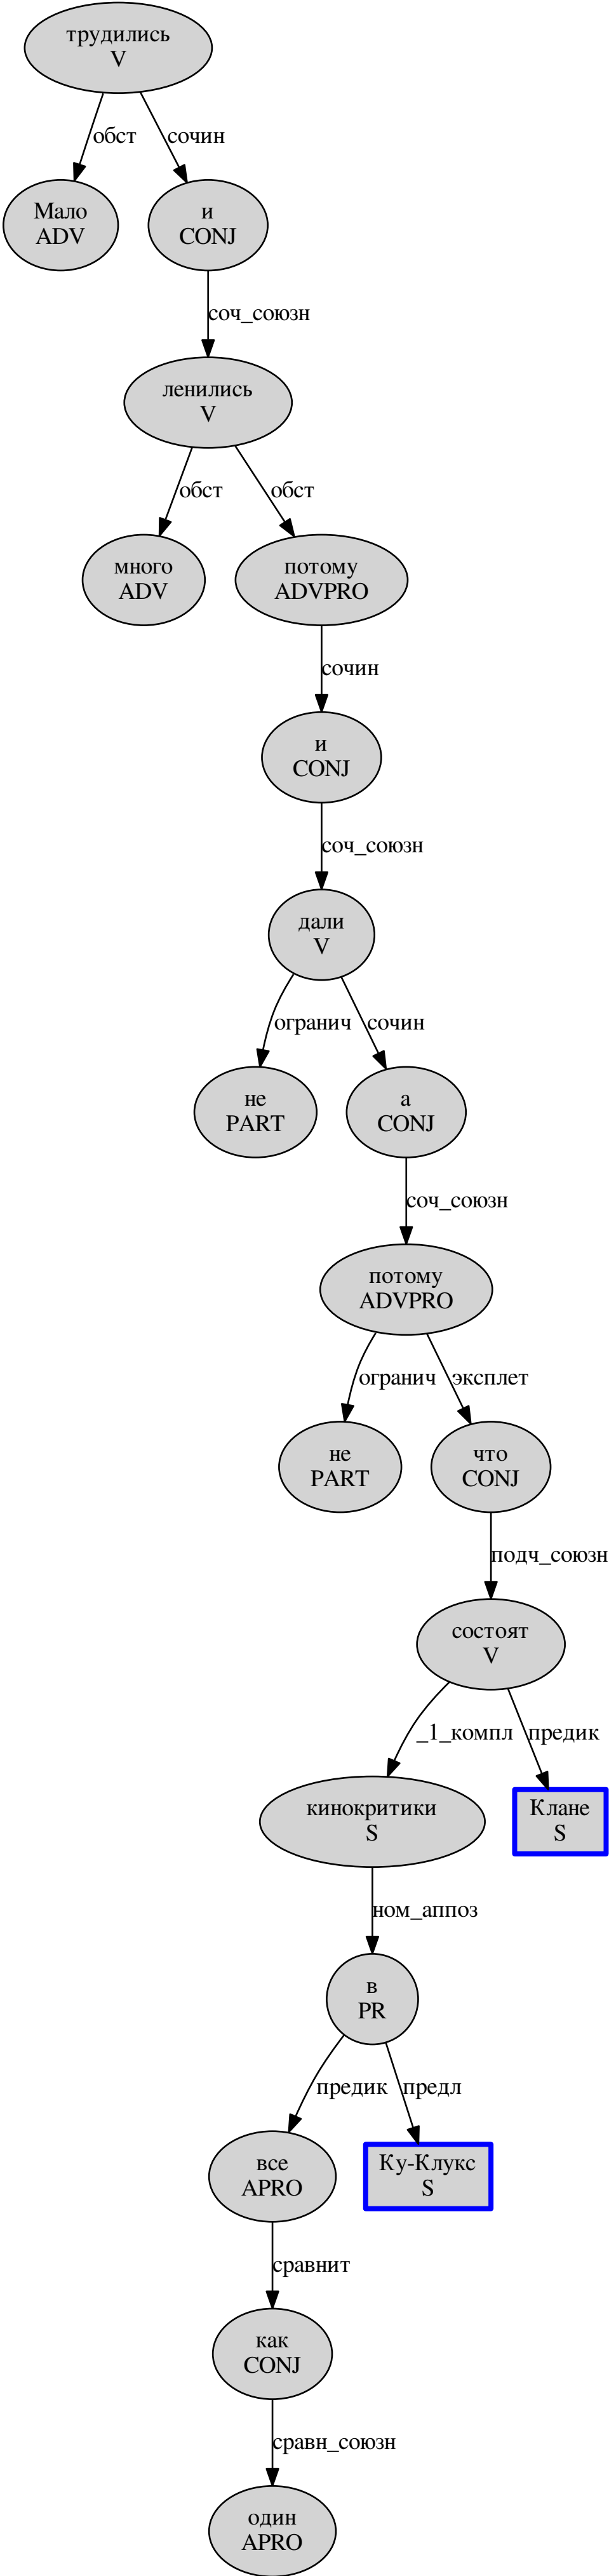 трудились
V
обст
сочин
Мало
ADV
и
CONJ
соч_союзн
ленились
V
обст
обст
много
ADV
потому
ADVPRO
сочин
и
CONJ
соч_союзн
дали
V
огранич
сочин
не
PART
а
CONJ
соч_союзн
потому
ADVPRO
огранич
эксплет
не
PART
что
CONJ
подч_союзн
состоят
V
_1_компл
предик
кинокритики
S
Клане
S
ном_аппоз
в
PR
предик
предл
все
APRO
Ку-Клукс
S
сравнит
как
CONJ
сравн_союзн
один
APRO